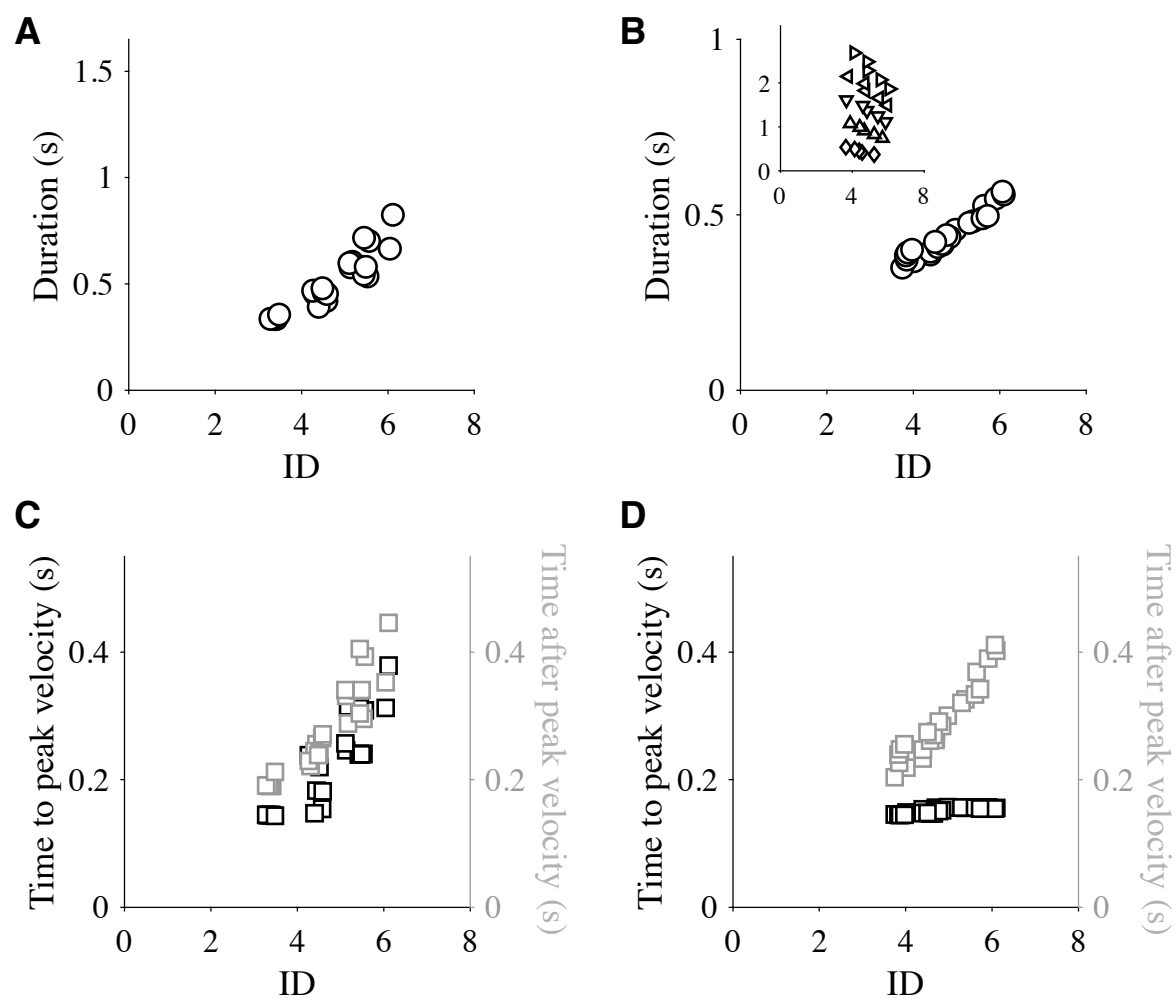 A
Duration (s)
1.5
1
0.5
0
0 2 4 6 8
ID
B
Duration (s)
1
0.5
0
0 2 4 6 8
ID
2
1
0
0 4 8
C
Time to peak velocity (s)
0.4
0.2
0
0 2 4 6 8
ID
0.4
0.2
0
Time after peak velocity (s)
D
Time to peak velocity (s)
0.4
0.2
0
0 2 4 6 8
ID
0.4
0.2
0
Time after peak velocity (s)